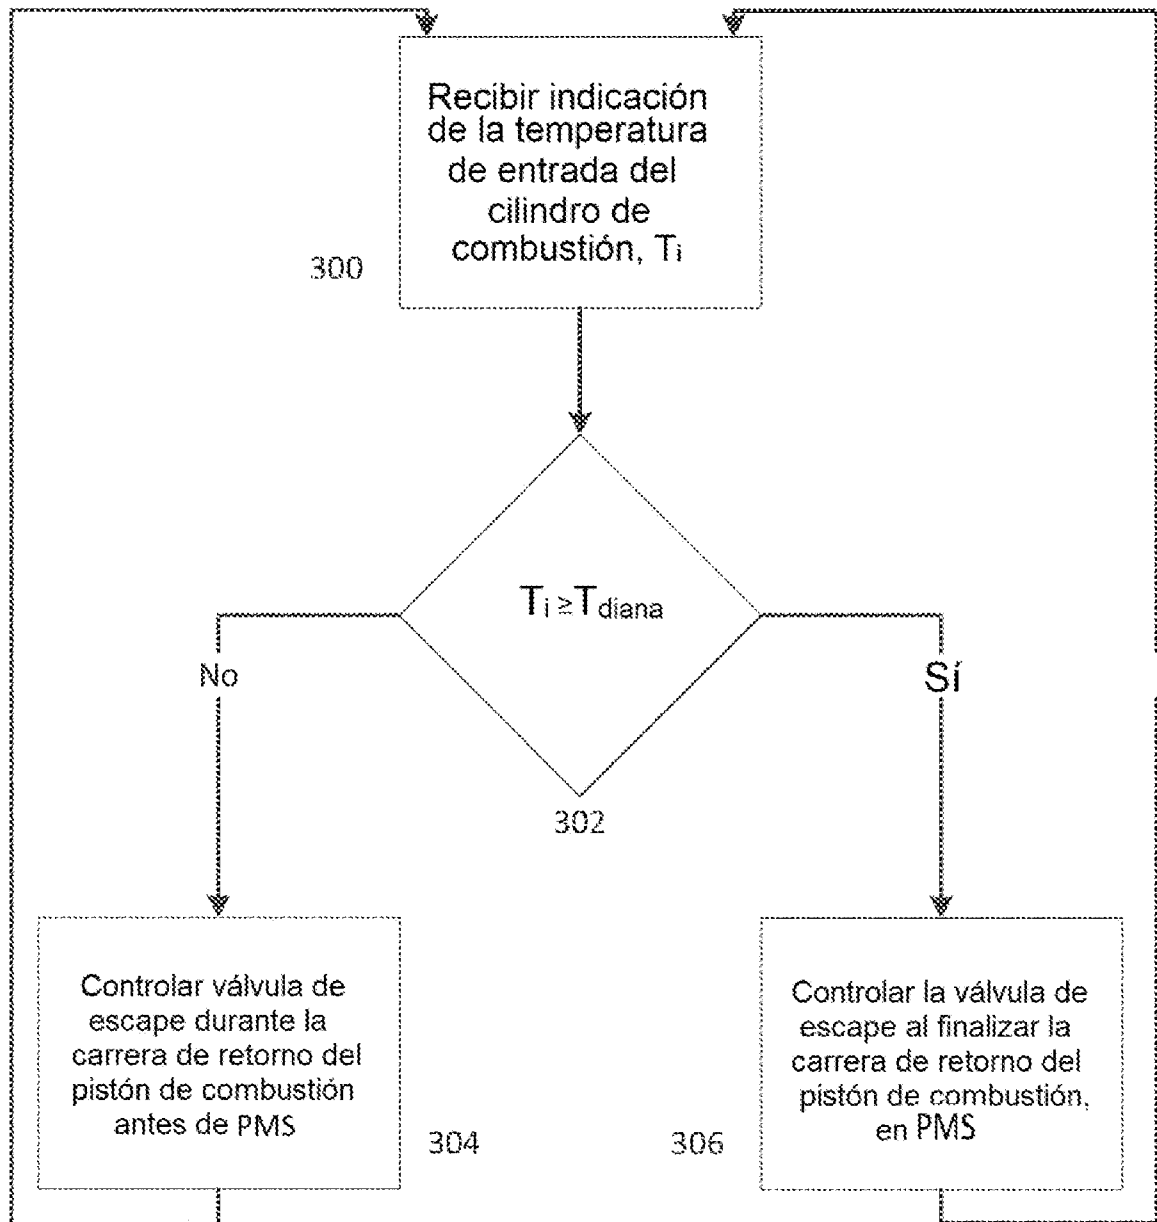 Recibir indicación
de la temperatura
de entrada del
cilindro de
combustión, Ti
300
Ti ≥Tdiana
No
Sí
302
Controlar válvula de
escape durante la
carrera de retorno del
pistón de combustión
antes de PMS
304
306
Controlar la válvula de
escape al finalizar la
carrera de retorno del
pistón de combustión,
en PMS